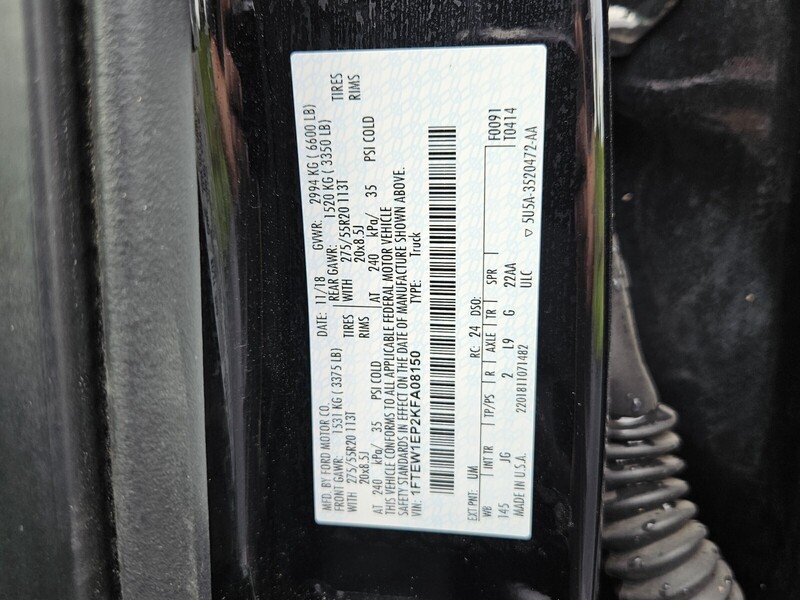 MFD. BY FORD MOTOR CO. DATE: 11/18 GVWR: 2994 KG ( 6600 LB)
FRONT GAWR: 1531 KG ( 3375 LB) REAR GAWR: 1520 KG ( 3350 LB)
WITH 275/55R20 113T TIRES WITH 275/55R20 113T TIRES
20x8.5J RIMS 20x8.5J RIMS
AT 240 kPa/ 35 PSI COLD AT 240 kPa/ 35 PSI COLD
THIS VEHICLE CONFORMS TO ALL APPLICABLE FEDERAL MOTOR VEHICLE
SAFETY STANDARDS IN EFFECT ON THE DATE OF MANUFACTURE SHOWN ABOVE.
VIN: 1FTEW1EP2KFA08150 TYPE: Truck
F0091
EXT PNT: UM RC: 24 DSO: T0414
WB INT TR TP/PS R AXLE TR SPR
145 JG 2 L9 G 22AA
MADE IN U.S.A. 2201811071482 ULC ▽ 5U5A-3520472-AA